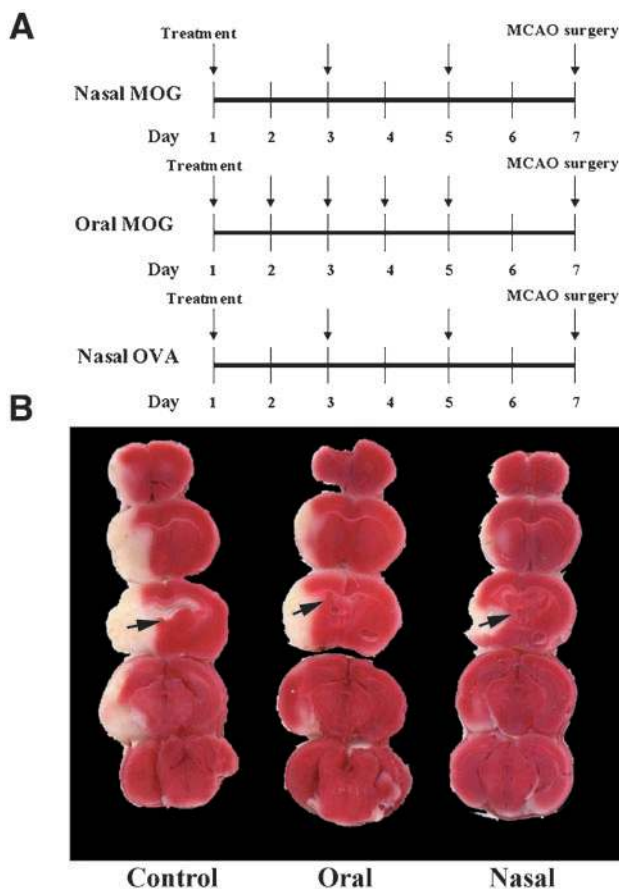 A
Treatment MCAO surgery
Nasal MOG
Day 1 2 3 4 5 6 7
Treatment MCAO surgery
Oral MOG
Day 1 2 3 4 5 6 7
Treatment MCAO surgery
Nasal OVA
Day 1 2 3 4 5 6 7
B
Control Oral Nasal